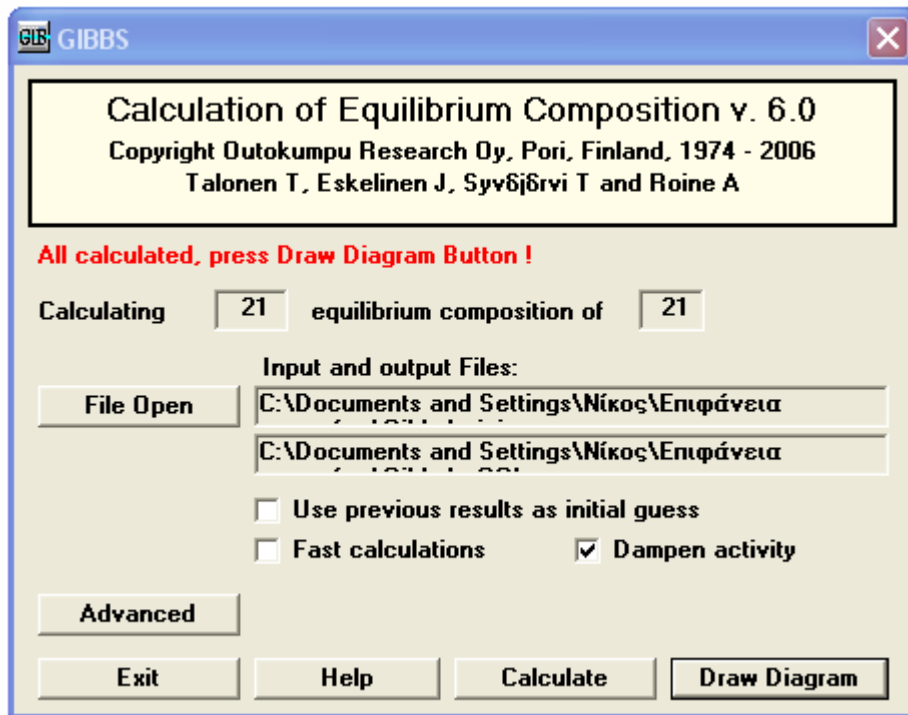 GIBBS
Calculation of Equilibrium Composition v. 6.0
Copyright Outokumpu Research Oy, Pori, Finland, 1974 - 2006
Talonen T, Eskelinen J, Syvδjδrvi T and Roine A
All calculated, press Draw Diagram Button !
Calculating 21 equilibrium composition of 21
Input and output Files:
File Open C:\Documents and Settings\Νίκος\Επιφάνεια
C:\Documents and Settings\Νίκος\Επιφάνεια
Use previous results as initial guess
Fast calculations Dampen activity
Advanced
Exit Help Calculate Draw Diagram